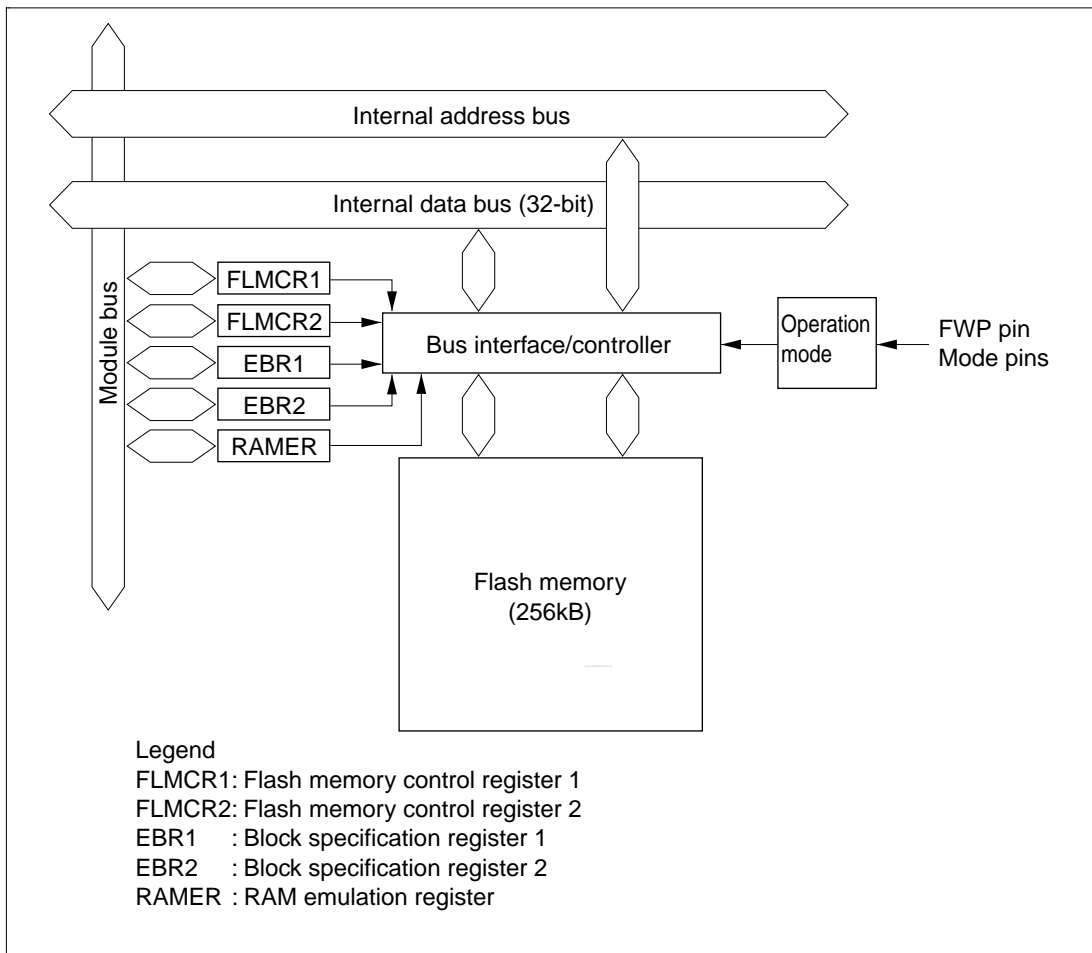 Internal address bus
Internal data bus (32-bit)
Module bus
FLMCR1
FLMCR2
EBR1
EBR2
RAMER
Bus interface/controller
Operation
mode
FWP pin
Mode pins
Flash memory
(256kB)
Legend
FLMCR1: Flash memory control register 1
FLMCR2: Flash memory control register 2
EBR1 : Block specification register 1
EBR2 : Block specification register 2
RAMER : RAM emulation register